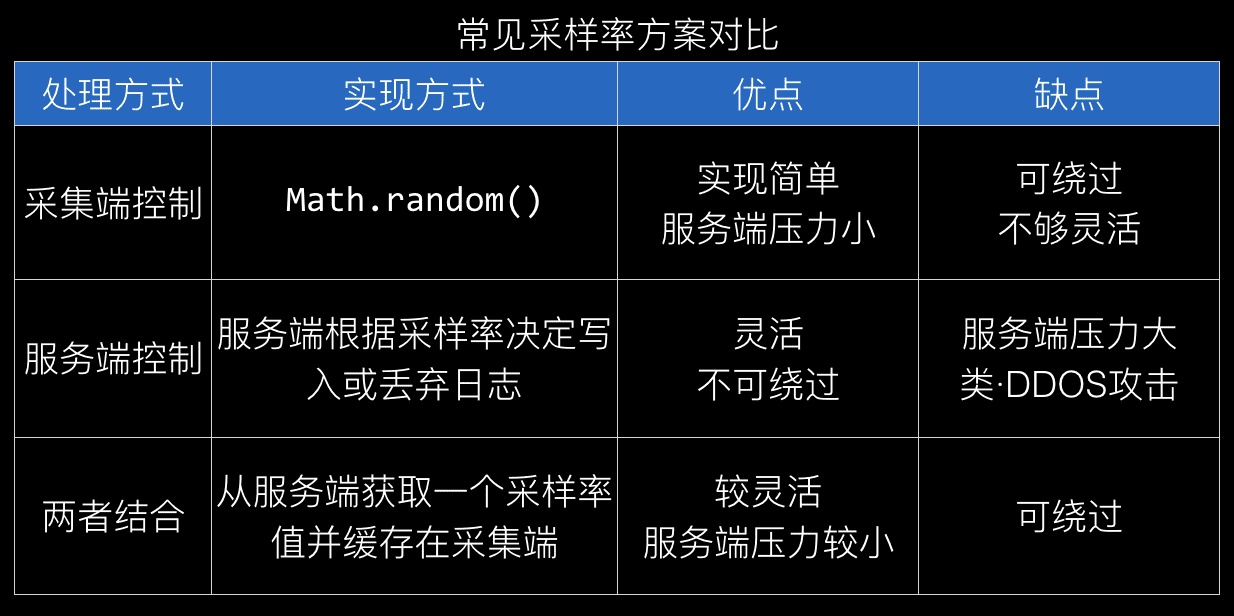 常见采样率方案对比
处理方式 实现方式 优点 缺点
采集端控制
Math.random()
实现简单
服务端压力小
可绕过
不够灵活
服务端控制
服务端根据采样率决定写
入或丢弃日志
灵活
不可绕过
服务端压力大
类·DDOS攻击
两者结合
从服务端获取一个采样率
值并缓存在采集端
较灵活
服务端压力较小
可绕过